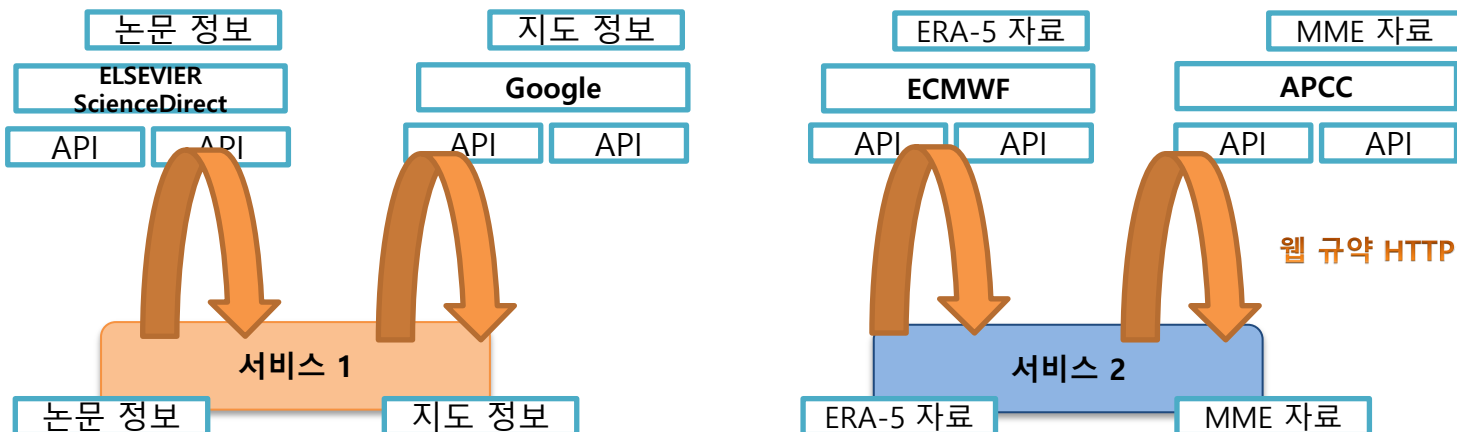 논문 정보
지도 정보
ERA-5 자료
MME 자료
ELSEVIER
ScienceDirect
Google
ECMWF
APCC
API
API
API
API
API
API
API
API
웹 규약 HTTP
서비스 1
서비스 2
논문 정보
지도 정보
ERA-5 자료
MME 자료